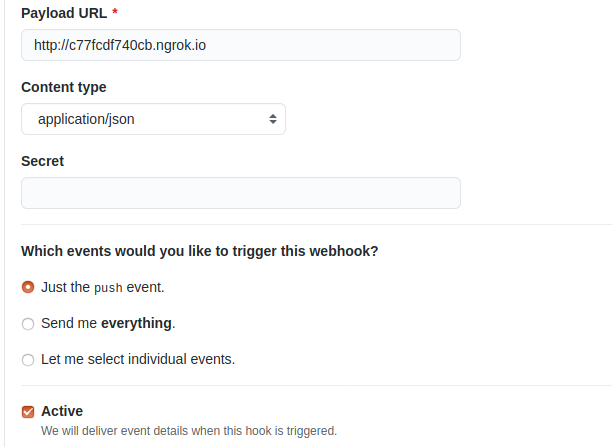 Payload URL *
http://c77fcdf740cb.ngrok.io
Content type
application/json
Secret
Which events would you like to trigger this webhook?
Just the push event.
Send me everything.
Let me select individual events.
Active
We will deliver event details when this hook is triggered.